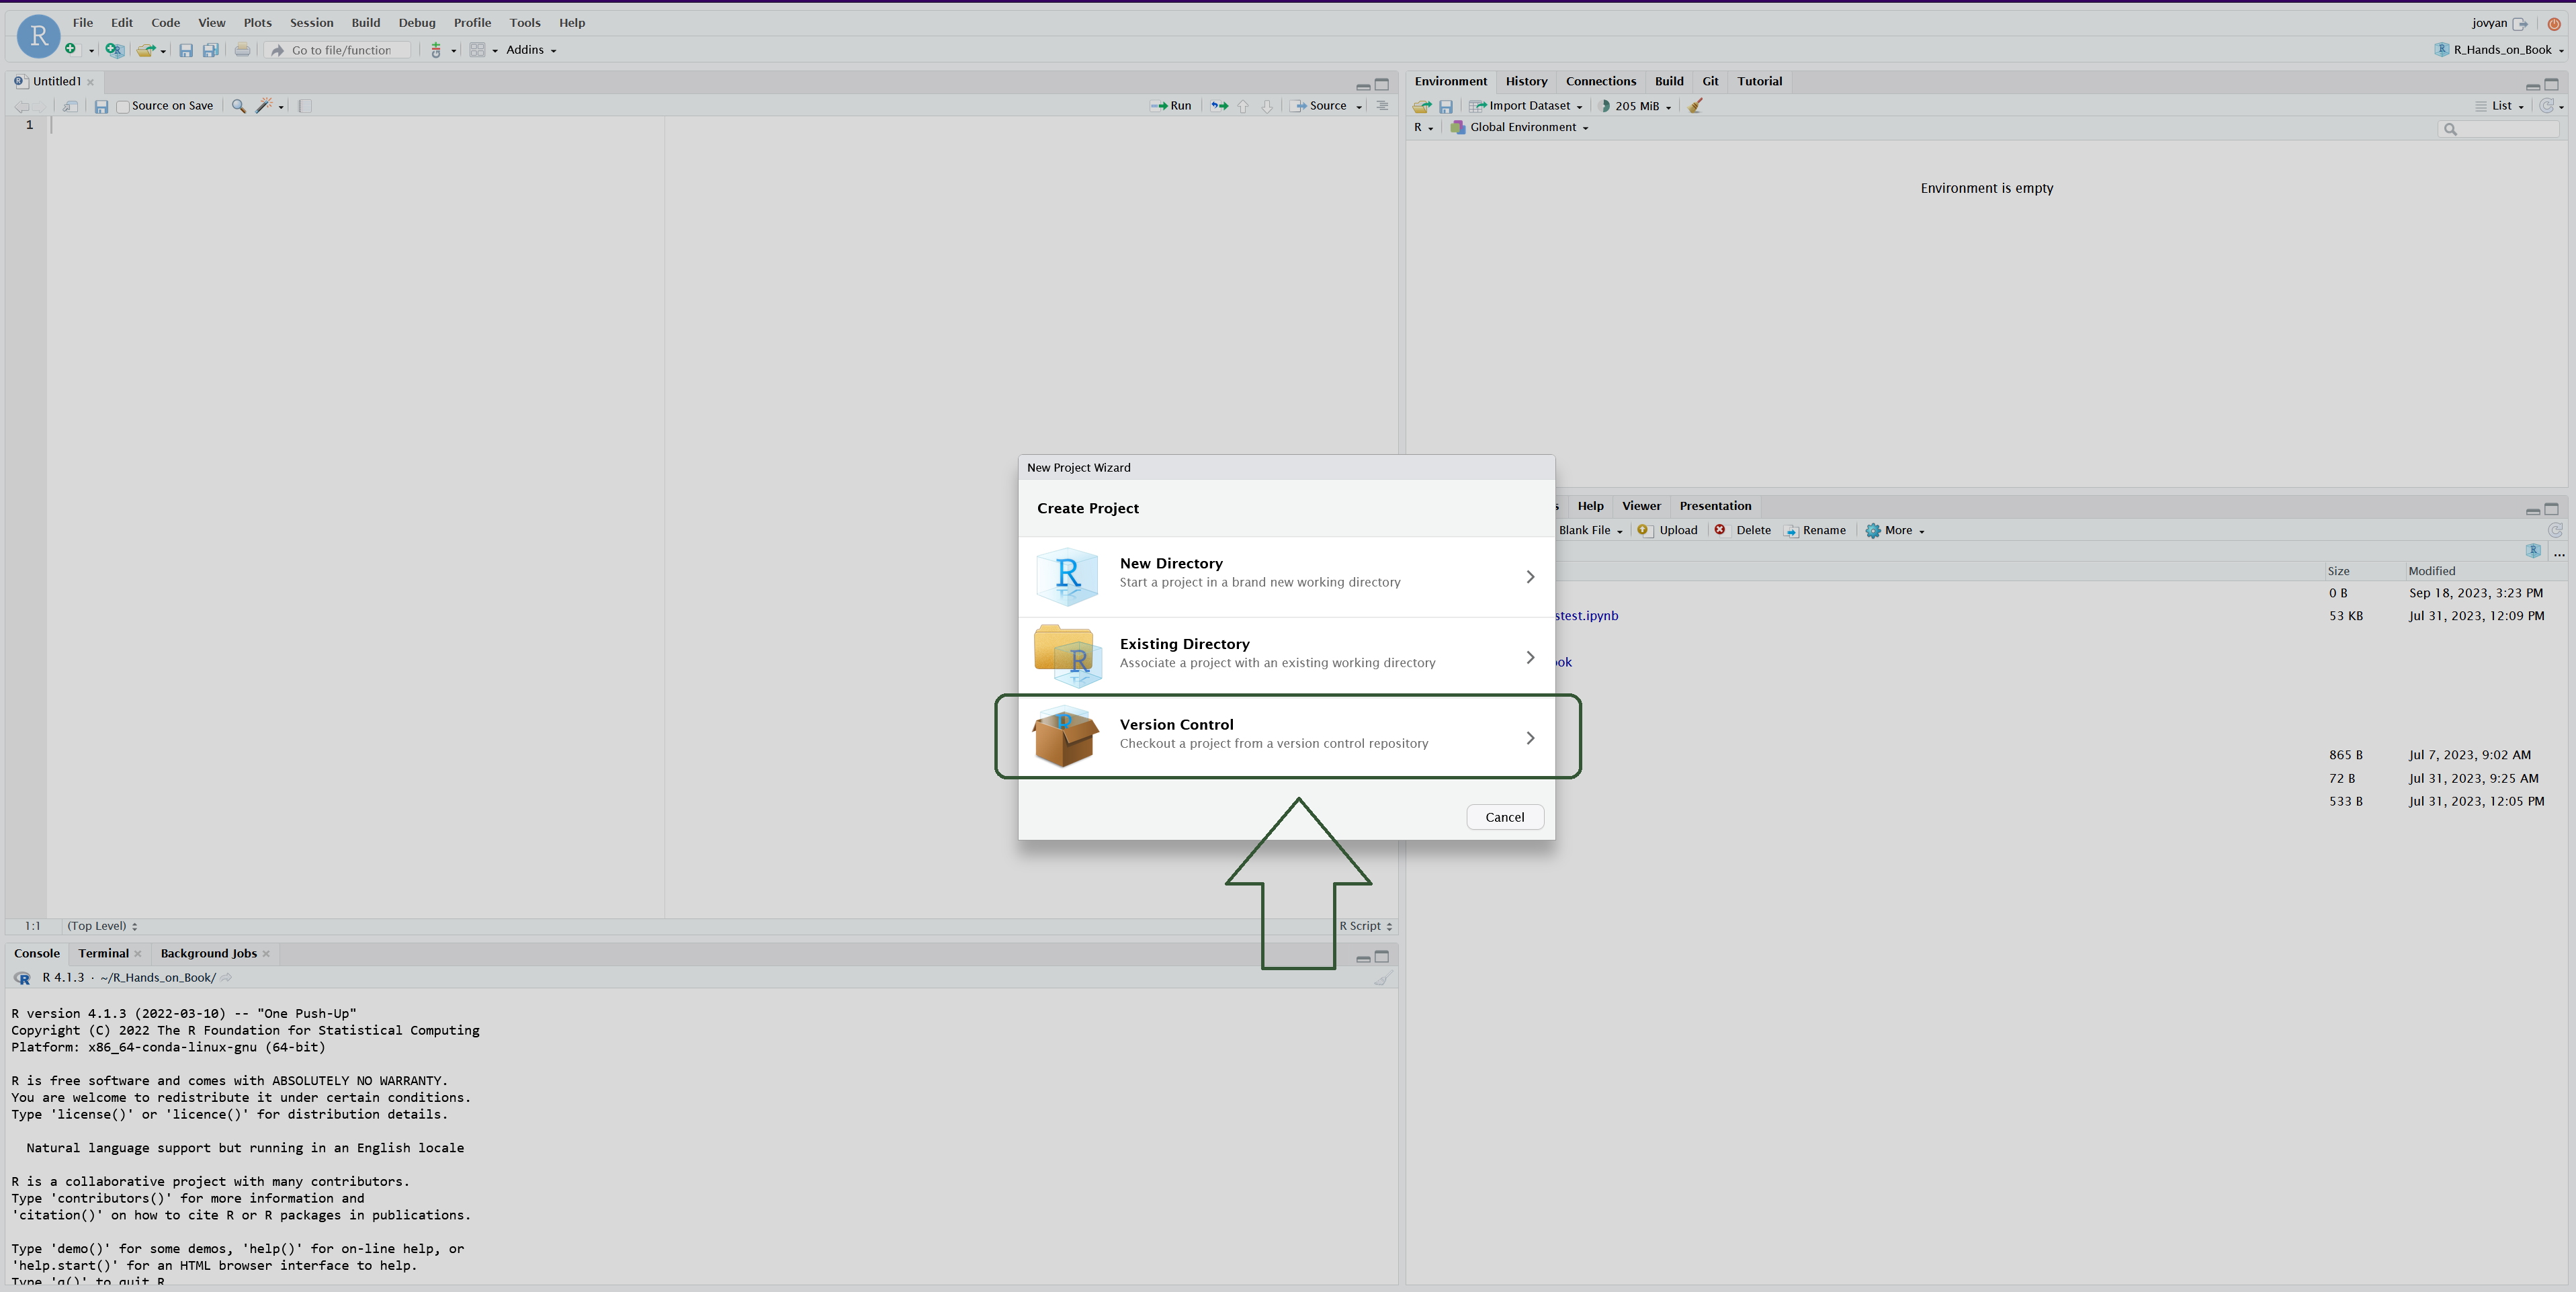 File Edit Code View Plots Session Build Debug Profile Tools Help
jovyan
R
Go to file/function
Addins
R_Hands_on_Book
Untitled1
Source on Save
Run
Source
1
1:1
(Top Level)
R Script
Environment History Connections Build Git Tutorial
Import Dataset
205 MiB
List
R
Global Environment
Environment is empty
New Project Wizard
Create Project
New Directory
Start a project in a brand new working directory
Existing Directory
Associate a project with an existing working directory
Version Control
Checkout a project from a version control repository
Cancel
s Help Viewer Presentation
Blank File Upload Delete Rename More
...
Size Modified
0 B Sep 18, 2023, 3:23 PM
stest.ipynb 53 KB Jul 31, 2023, 12:09 PM
ok
865 B Jul 7, 2023, 9:02 AM
72 B Jul 31, 2023, 9:25 AM
533 B Jul 31, 2023, 12:05 PM
Console Terminal Background Jobs
R 4.1.3 · ~/R_Hands_on_Book/
R version 4.1.3 (2022-03-10) -- "One Push-Up"
Copyright (C) 2022 The R Foundation for Statistical Computing
Platform: x86_64-conda-linux-gnu (64-bit)
R is free software and comes with ABSOLUTELY NO WARRANTY.
You are welcome to redistribute it under certain conditions.
Type 'license()' or 'licence()' for distribution details.
Natural language support but running in an English locale
R is a collaborative project with many contributors.
Type 'contributors()' for more information and
'citation()' on how to cite R or R packages in publications.
Type 'demo()' for some demos, 'help()' for on-line help, or
'help.start()' for an HTML browser interface to help.
Type 'q()' to quit R